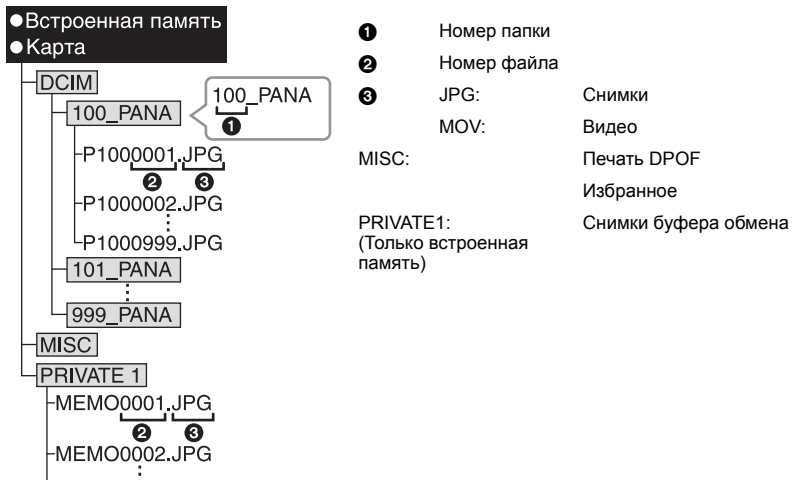 ●Встроенная память
●Карта
DCIM
100_PANA
100_PANA
❶
P1000001.JPG
❷ ❸
P1000002.JPG
P1000999.JPG
101_PANA
999_PANA
MISC
PRIVATE 1
MEMO0001.JPG
❷ ❸
MEMO0002.JPG
❶ Номер папки
❷ Номер файла
❸ JPG: Снимки
MOV: Видео
MISC: Печать DPOF
Избранное
PRIVATE1: Снимки буфера обмена
(Только встроенная
память)